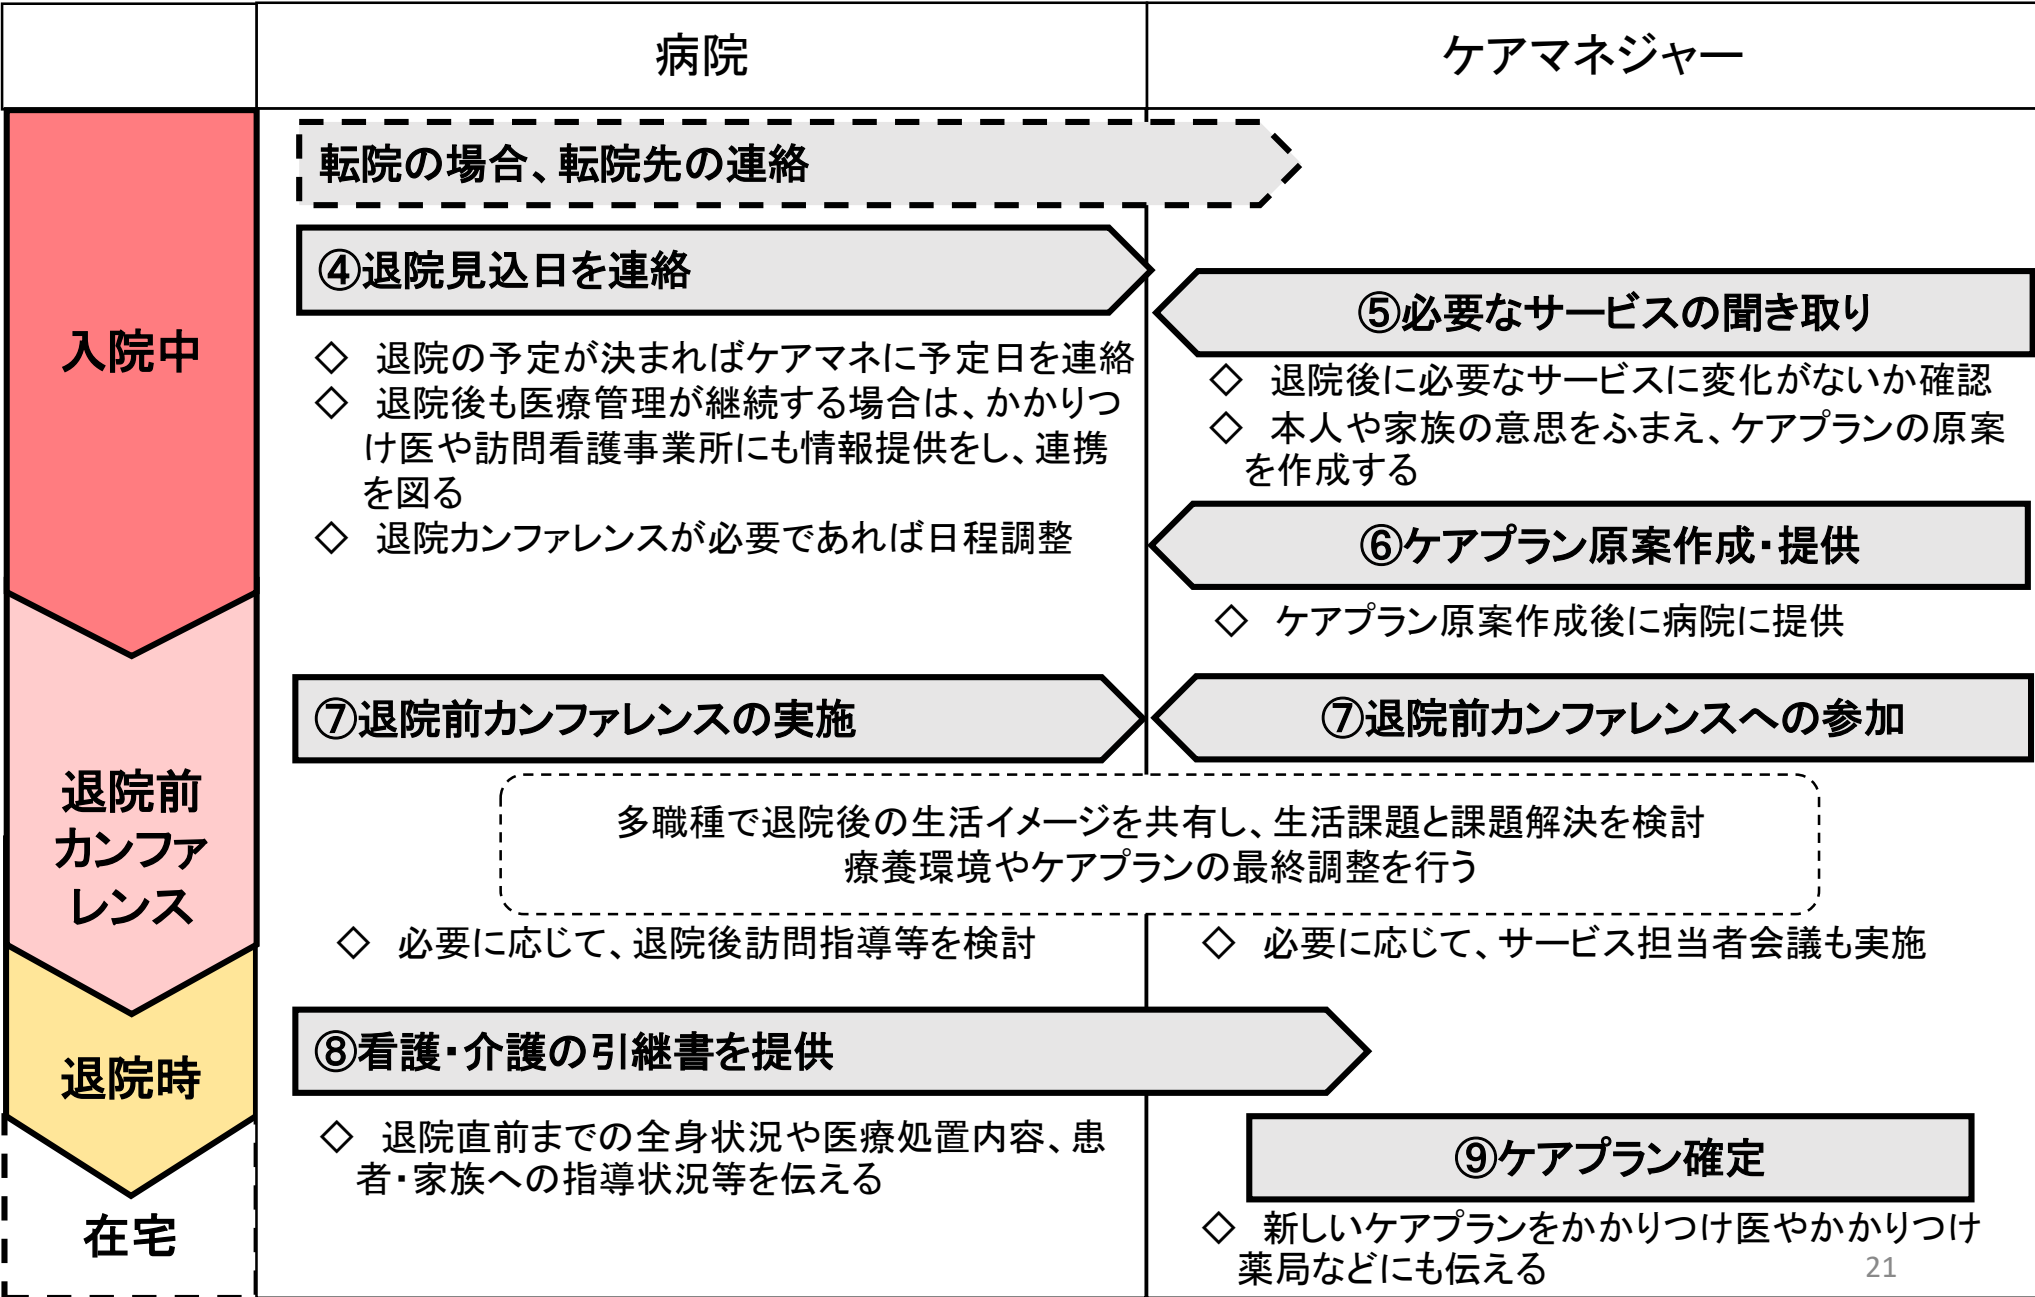 病院
ケアマネジャー
入院中
転院の場合、転院先の連絡
④退院見込日を連絡
◇ 退院の予定が決まればケアマネに予定日を連絡
◇ 退院後も医療管理が継続する場合は、かかりつ
け医や訪問看護事業所にも情報提供をし、連携
を図る
◇ 退院カンファレンスが必要であれば日程調整
⑤必要なサービスの聞き取り
◇ 退院後に必要なサービスに変化がないか確認
◇ 本人や家族の意思をふまえ、ケアプランの原案
を作成する
⑥ケアプラン原案作成・提供
◇ ケアプラン原案作成後に病院に提供
退院前
カンファ
レンス
⑦退院前カンファレンスの実施
⑦退院前カンファレンスへの参加
多職種で退院後の生活イメージを共有し、生活課題と課題解決を検討
療養環境やケアプランの最終調整を行う
◇ 必要に応じて、退院後訪問指導等を検討
◇ 必要に応じて、サービス担当者会議も実施
退院時
⑧看護・介護の引継書を提供
◇ 退院直前までの全身状況や医療処置内容、患
者・家族への指導状況等を伝える
在宅
⑨ケアプラン確定
◇ 新しいケアプランをかかりつけ医やかかりつけ
薬局などにも伝える
21